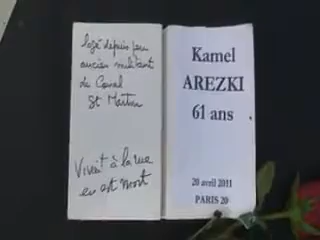 logé depuis peu
ancien militant
du Canal
St Martin
Vivent à la rue
en est mort
Kamel
AREZKI
61 ans
20 avril 2011
PARIS 20